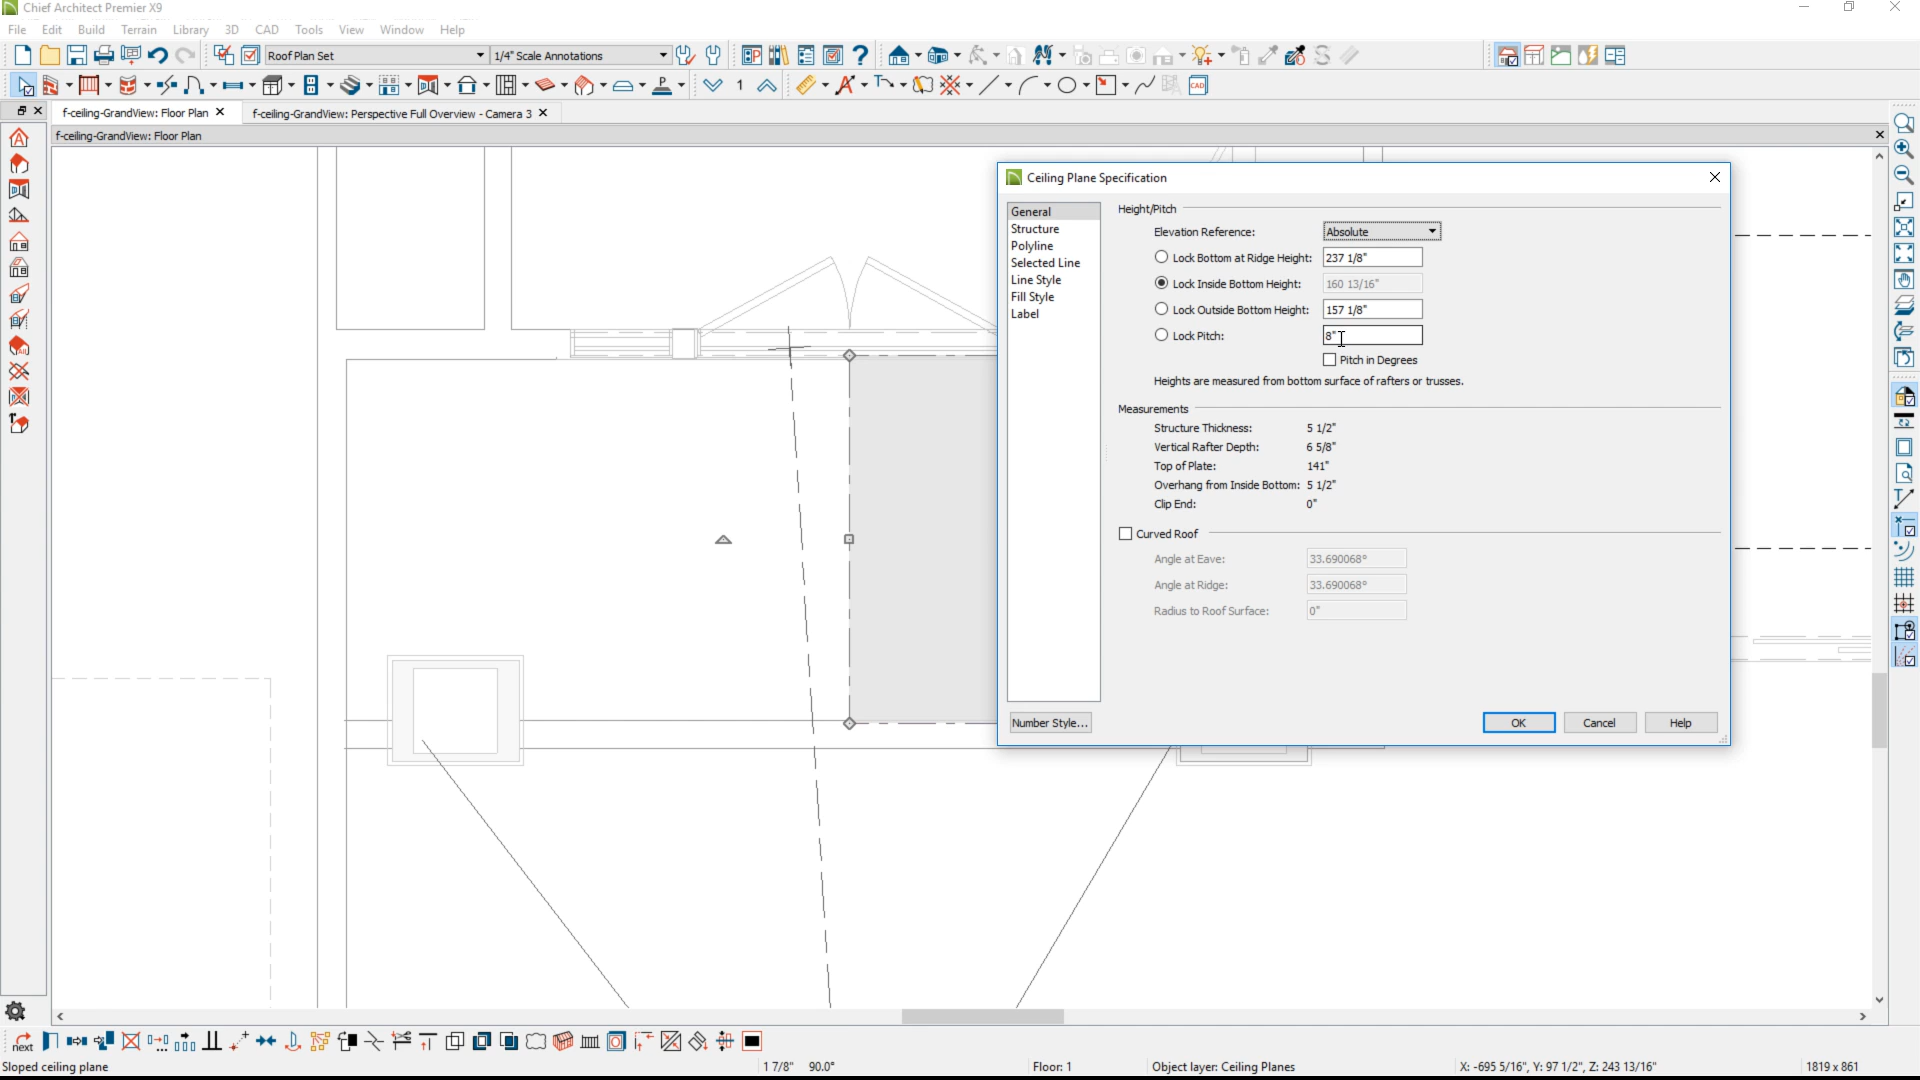 Chief Architect Premier X9
File Edit Build Terrain Library 3D CAD Tools View Window Help
Roof Plan Set 1/4" Scale Annotations
1
CAD
f-ceiling-GrandView: Floor Plan
f-ceiling-GrandView: Perspective Full Overview - Camera 3
f-ceiling-GrandView: Floor Plan
Ceiling Plane Specification
General
Structure
Polyline
Selected Line
Line Style
Fill Style
Label
Height/Pitch
Elevation Reference: Absolute
Lock Bottom at Ridge Height: 237 1/8"
Lock Inside Bottom Height: 160 13/16"
Lock Outside Bottom Height: 157 1/8"
Lock Pitch: 8"
Pitch in Degrees
Heights are measured from bottom surface of rafters or trusses.
Measurements
Structure Thickness: 5 1/2"
Vertical Rafter Depth: 6 5/8"
Top of Plate: 141"
Overhang from Inside Bottom: 5 1/2"
Clip End: 0"
Curved Roof
Angle at Eave: 33.690068°
Angle at Ridge: 33.690068°
Radius to Roof Surface: 0"
Number Style...
OK Cancel Help
next
Sloped ceiling plane 1 7/8" 90.0° Floor: 1 Object layer: Ceiling Planes X: -695 5/16", Y: 97 1/2", Z: 243 13/16" 1819 x 861